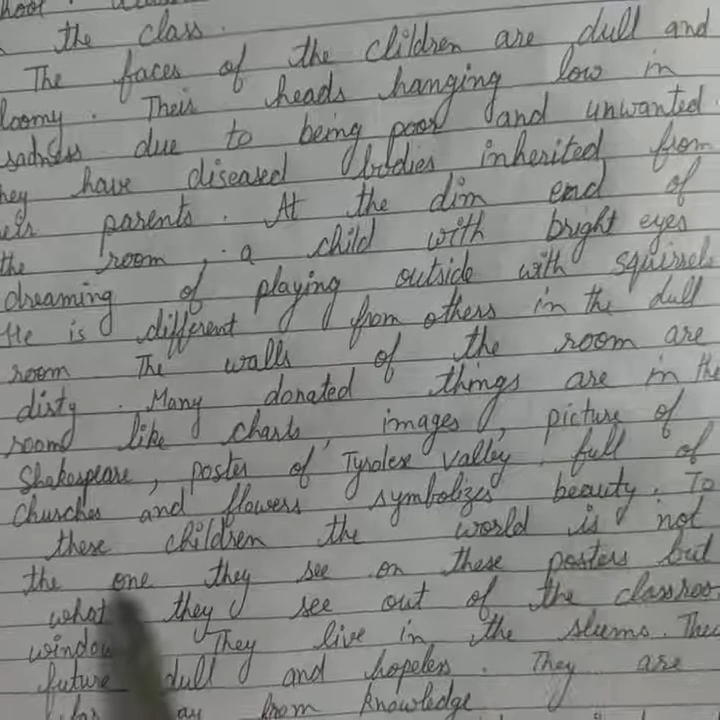 the class.
The faces of the children are dull and
loomy. Their heads hanging low in
sadness due to being poor and unwanted.
hey have diseased bodies inherited from
eir parents. At the dim end of
the room, a child with bright eyes
dreaming of playing outside with squirrels
He is different from others in the dull
room The walls of the room are
dirty. Many donated things are in the
room like charts, images, picture of
Shakespeare, poster of Tyrolese valley full of
churches and flowers symbolizes beauty. To
these children the world is not
the one they see on these posters but
what they see out of the classroo
window They live in the slums. Their
future dull and hopeless. They are
far ay from knowledge